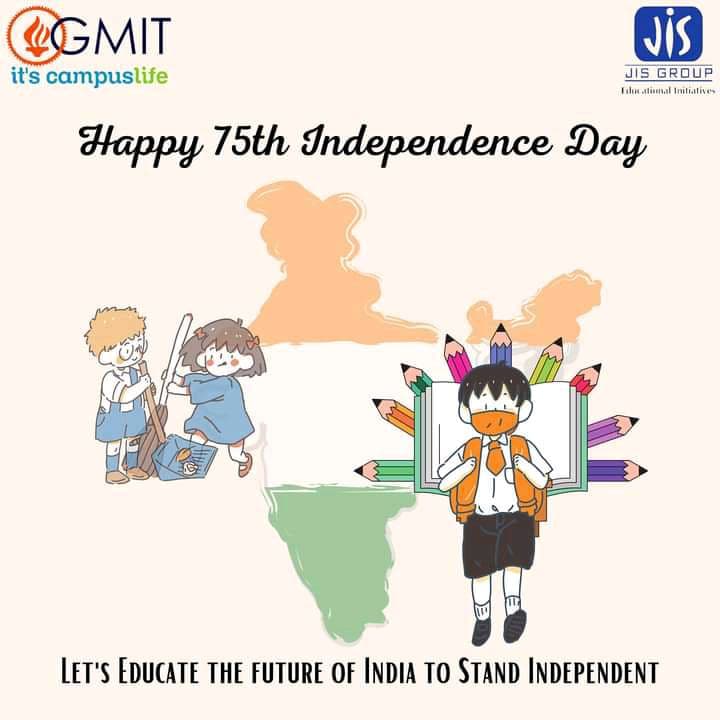 GMIT
it's campuslife
JIS
JIS GROUP
Educational Initiatives
Happy 75th Independence Day
LET'S EDUCATE THE FUTURE OF INDIA TO STAND INDEPENDENT